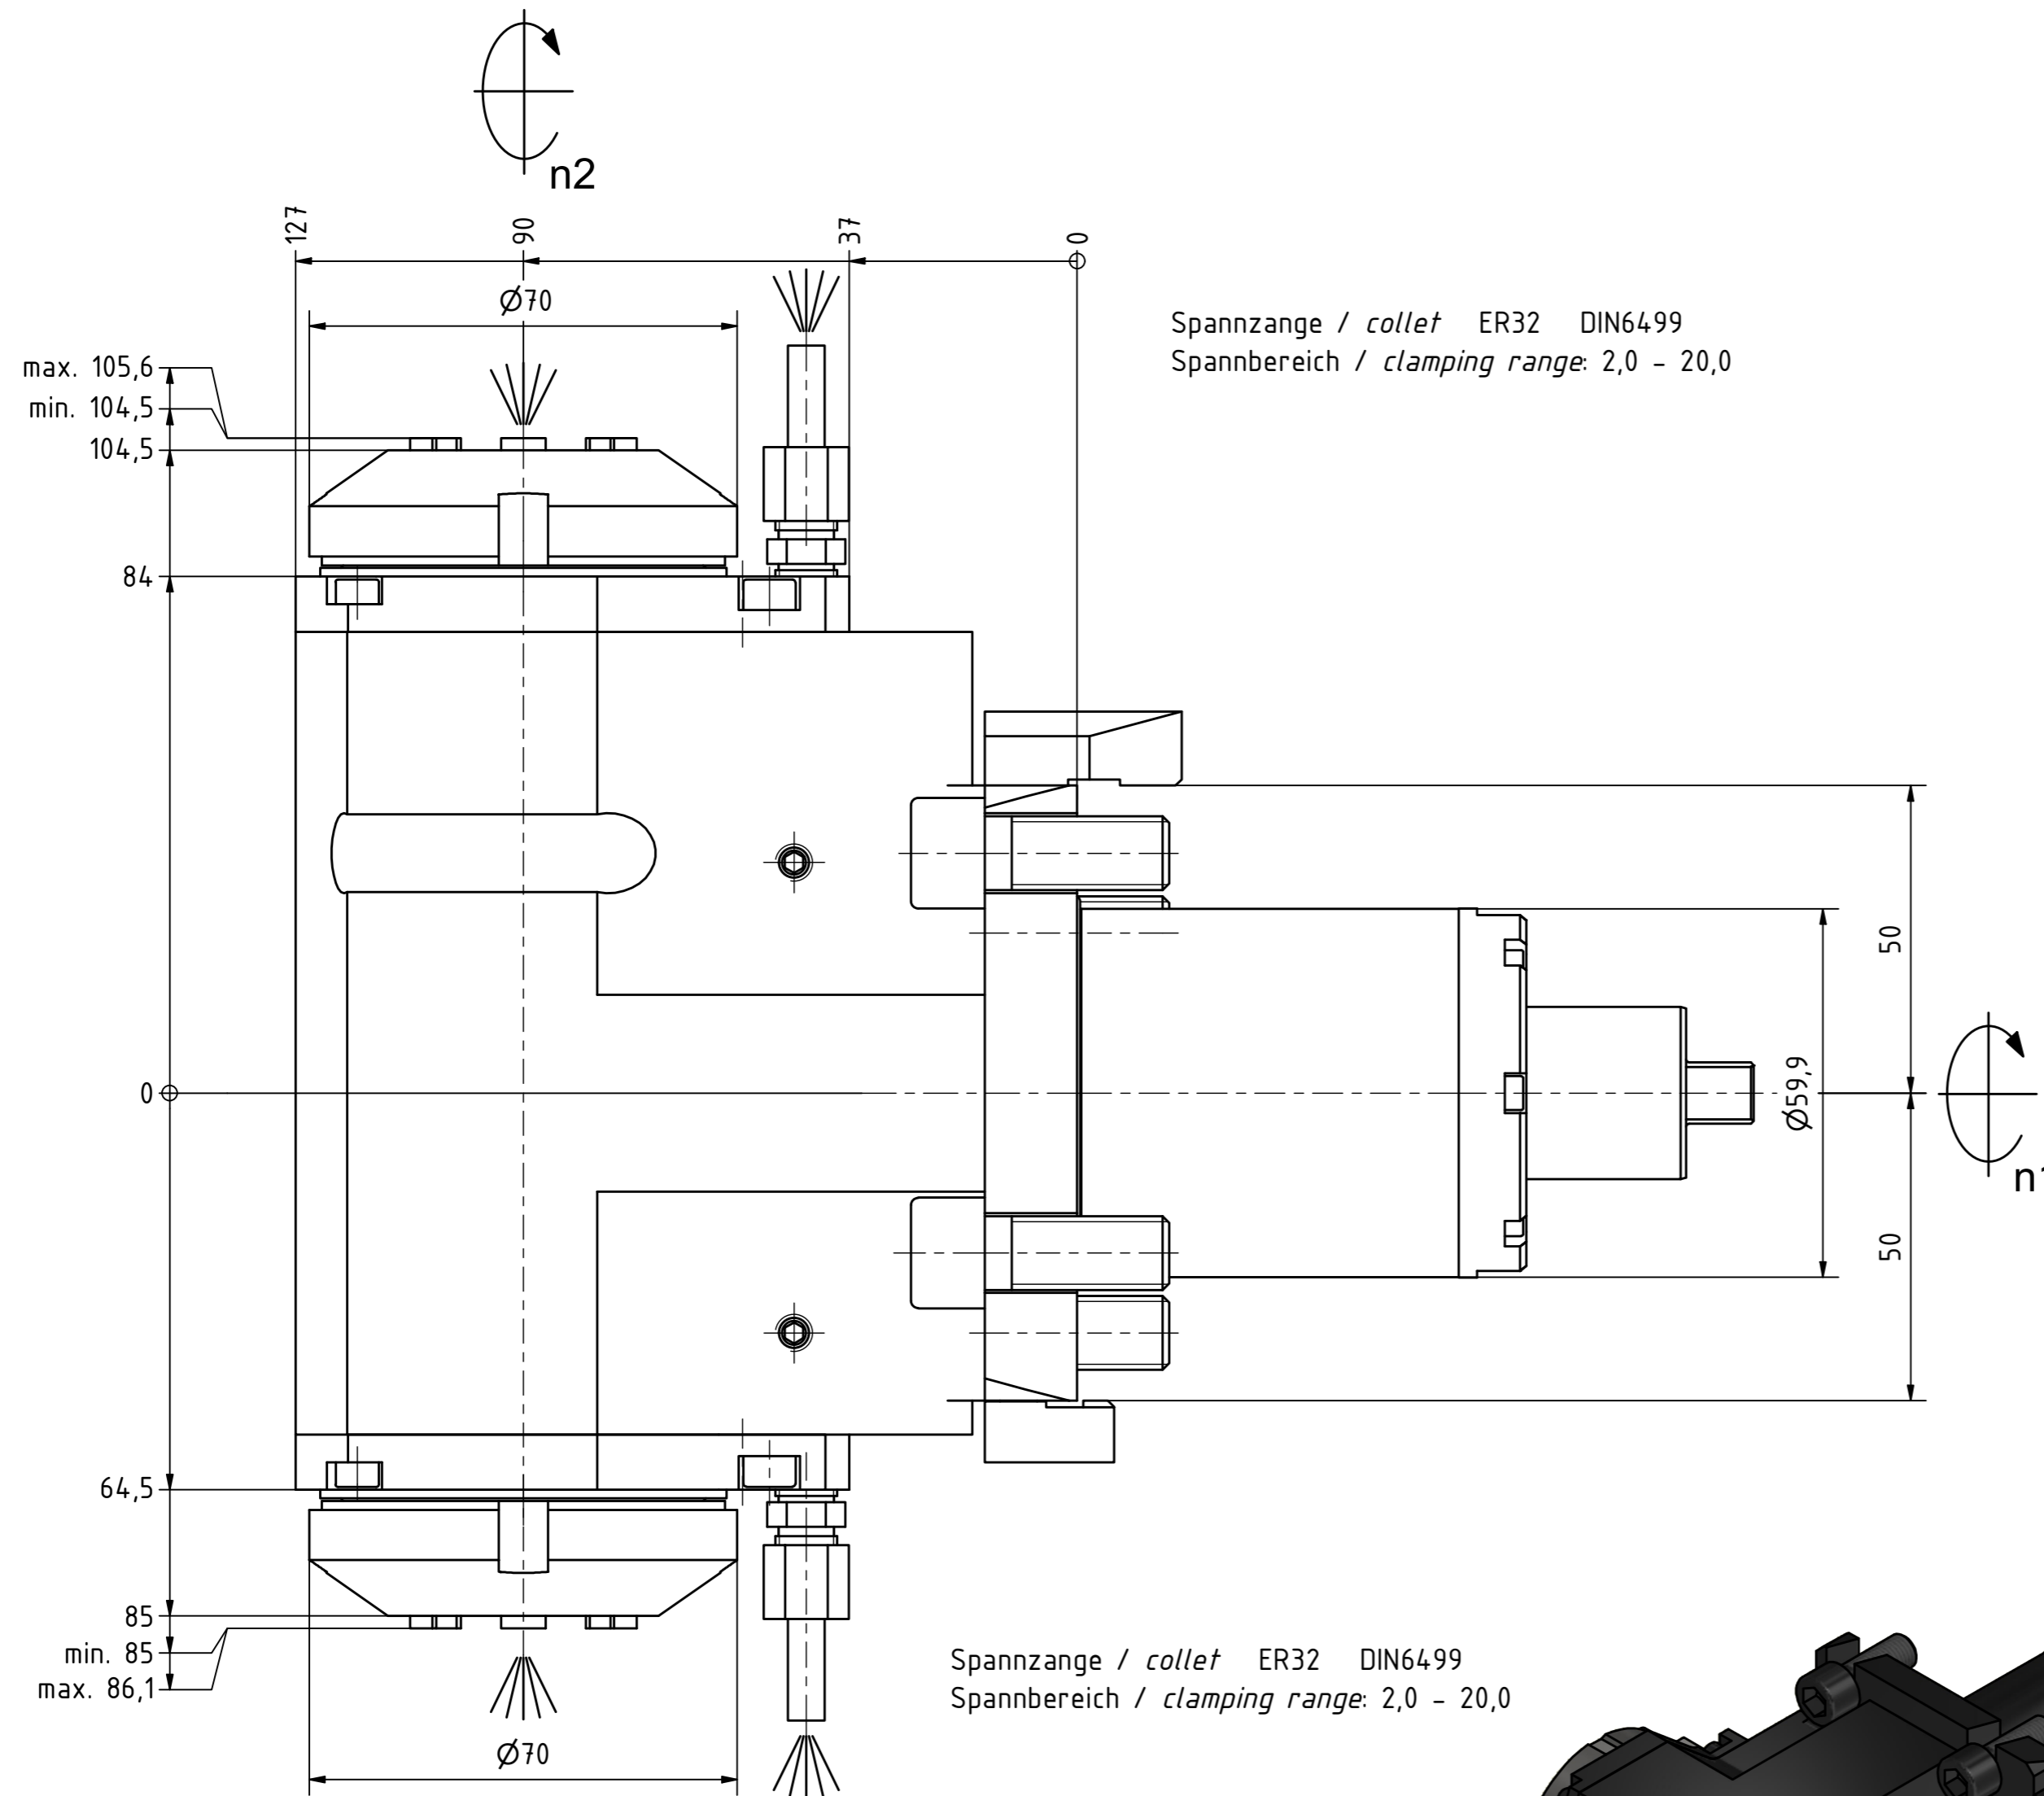 n2
127
90
37
0
Ø70
Spannzange / collet ER32 DIN6499
Spannbereich / clamping range: 2,0 - 20,0
max. 105,6
min. 104,5
104,5
84
50
0
Ø59,9
n1
50
64,5
85
min. 85
max. 86,1
Spannzange / collet ER32 DIN6499
Spannbereich / clamping range: 2,0 - 20,0
Ø70